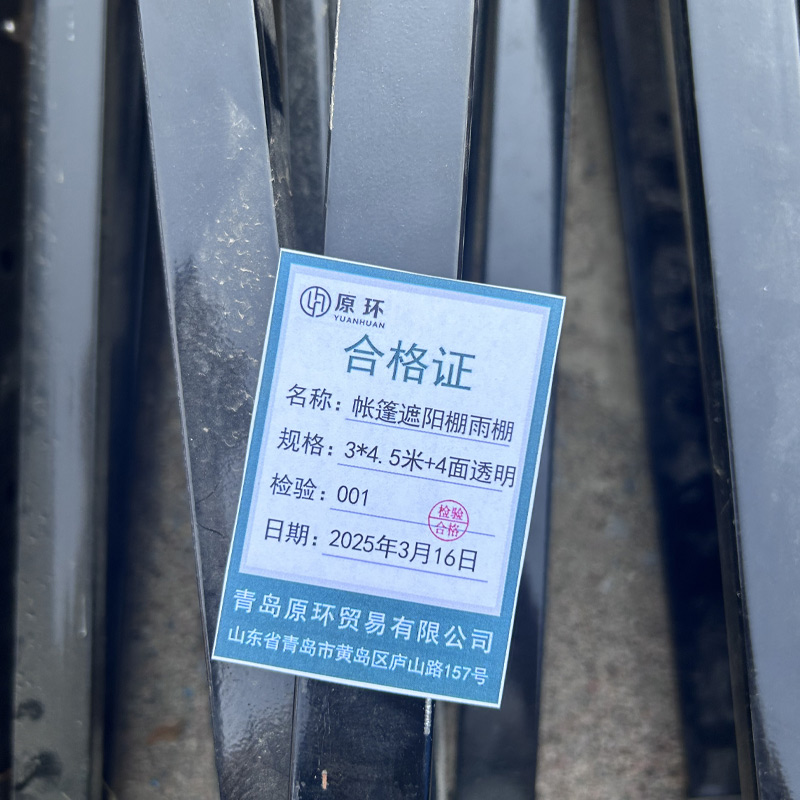 原环
YUANHUAN
合格证
名称：帐篷遮阳棚雨棚
规格：3*4.5米+4面透明
检验：001
检验
合格
日期：2025年3月16日
青岛原环贸易有限公司
山东省青岛市黄岛区庐山路157号